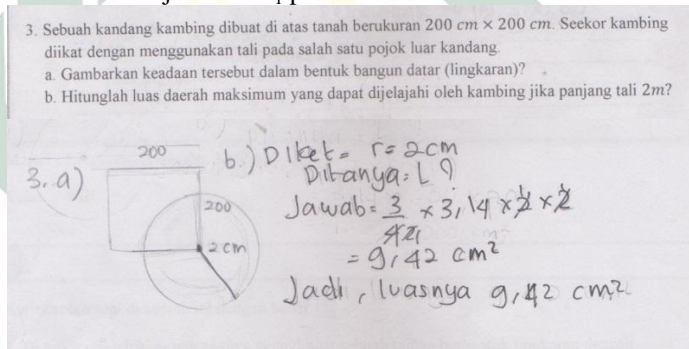 3. Sebuah kandang kambing dibuat di atas tanah berukuran 200 cm × 200 cm. Seekor kambing
diikat dengan menggunakan tali pada salah satu pojok luar kandang.
a. Gambarkan keadaan tersebut dalam bentuk bangun datar (lingkaran)?
b. Hitunglah luas daerah maksimum yang dapat dijelajahi oleh kambing jika panjang tali 2m?
3. a)
200
200
2 cm
b.) Diket = r = 2 cm
Ditanya: L ?
Jawab = 3/4 × 3,14 × 2 × 2
= 9,42 cm²
Jadi, luasnya 9,42 cm²